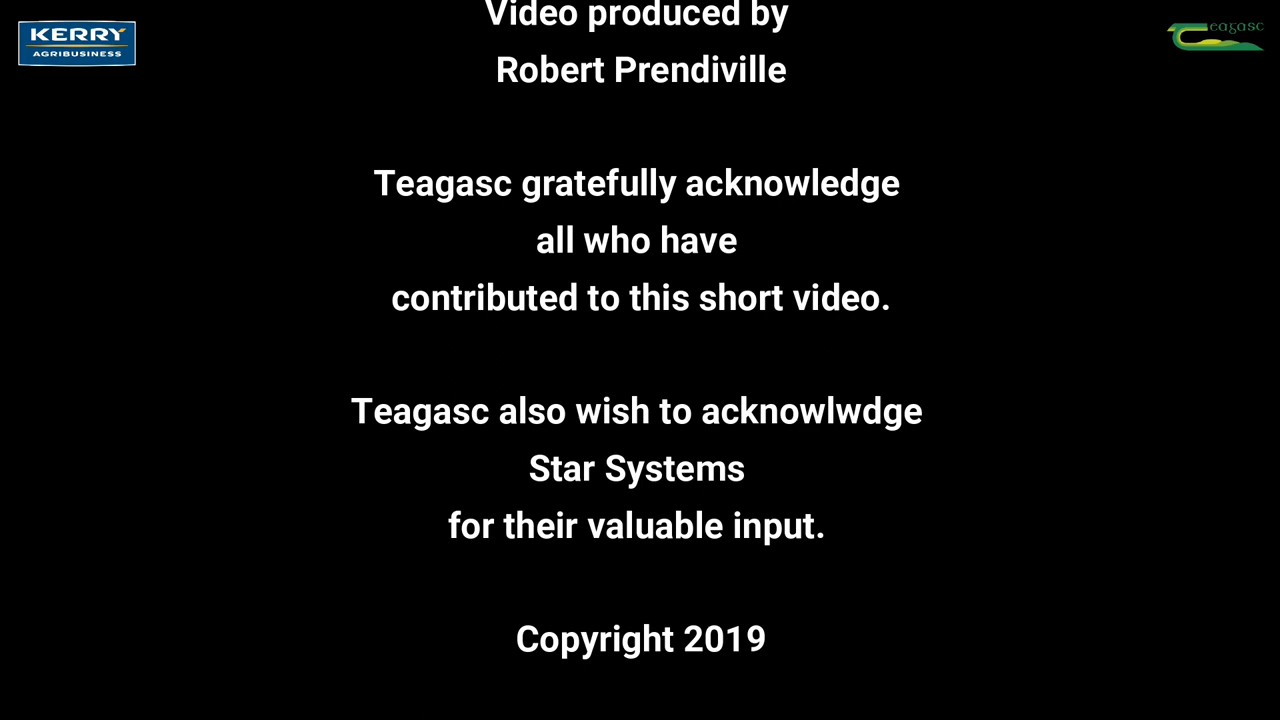 KERRY
AGRIBUSINESS
Teagasc
Video produced by
Robert Prendiville
Teagasc gratefully acknowledge
all who have
contributed to this short video.
Teagasc also wish to acknowlwdge
Star Systems
for their valuable input.
Copyright 2019